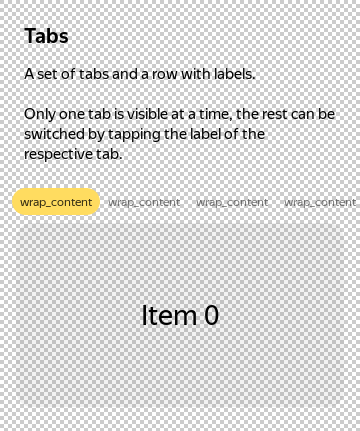 Tabs
A set of tabs and a row with labels.
Only one tab is visible at a time, the rest can be
switched by tapping the label of the
respective tab.
wrap_content wrap_content wrap_content wrap_content
Item 0